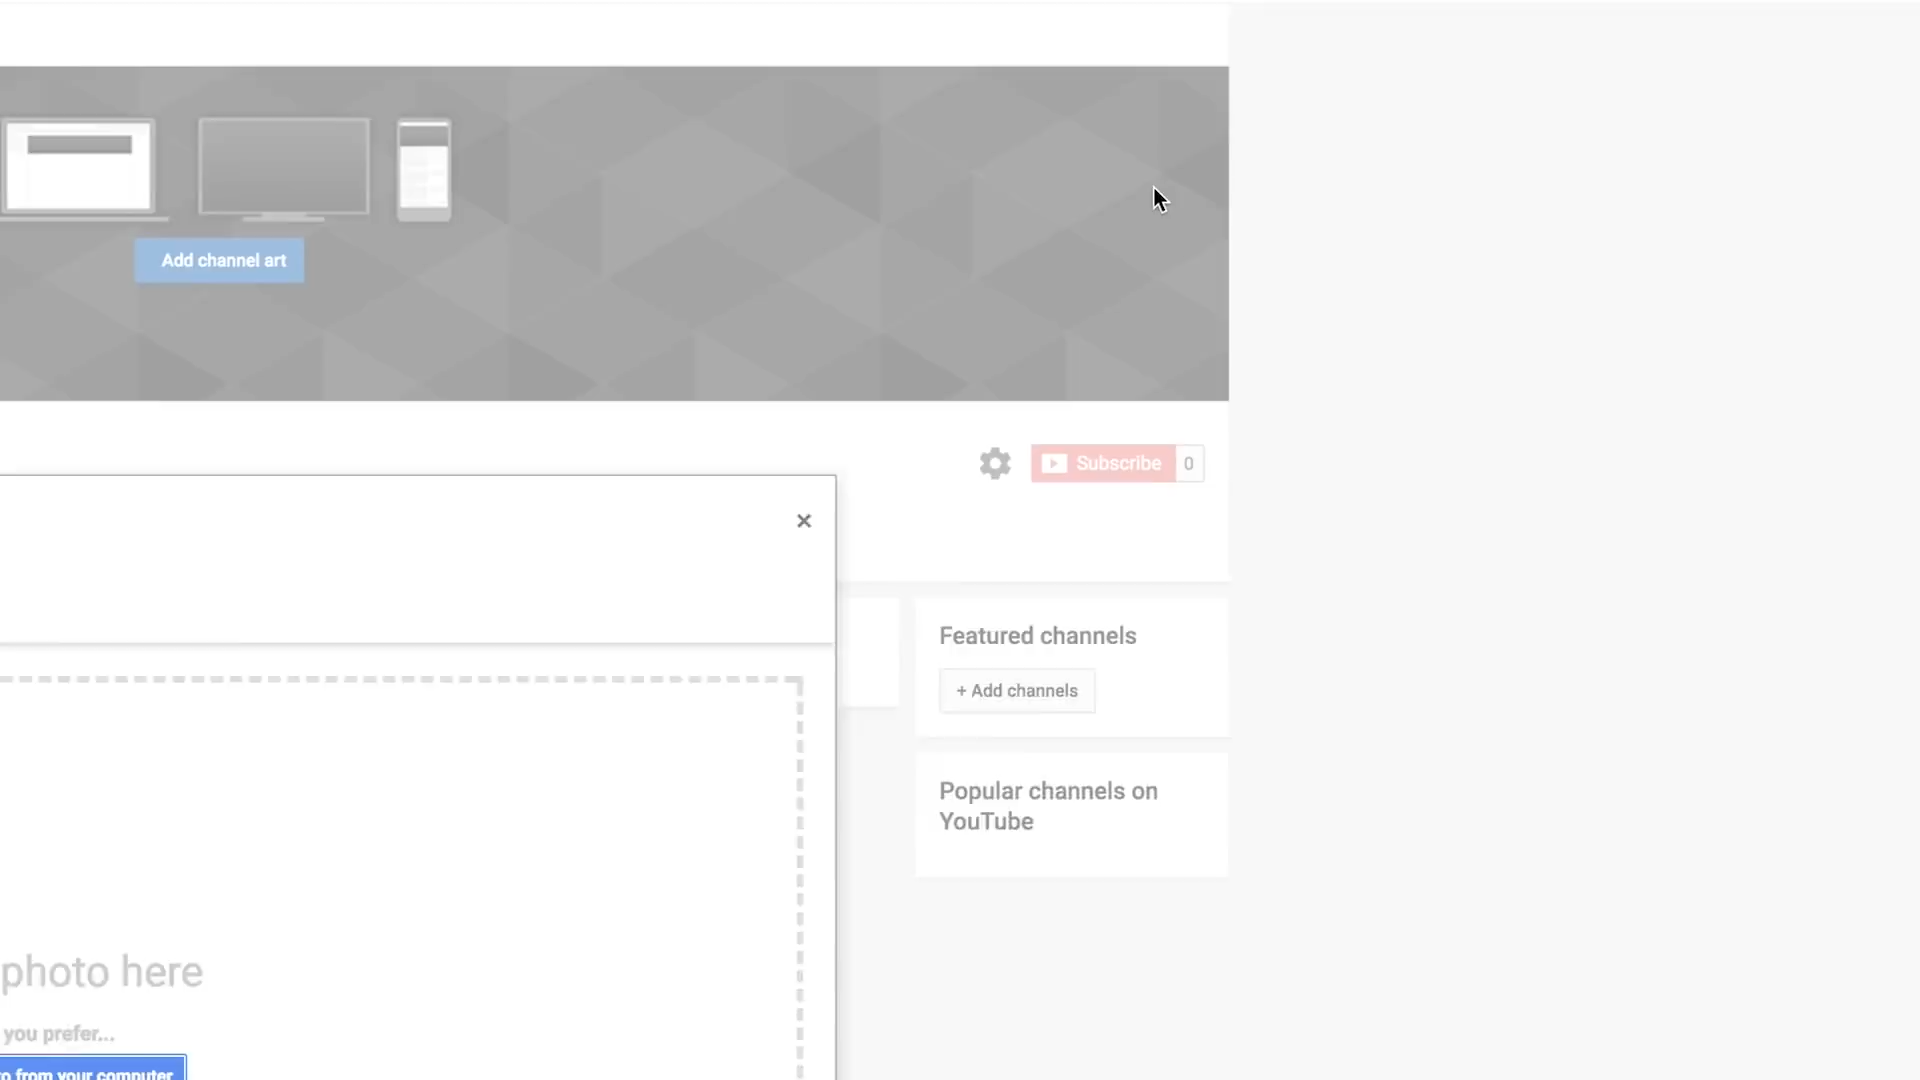 Add channel art
Subscribe 0
Featured channels
+ Add channels
Popular channels on
YouTube
photo here
you prefer...
from your computer